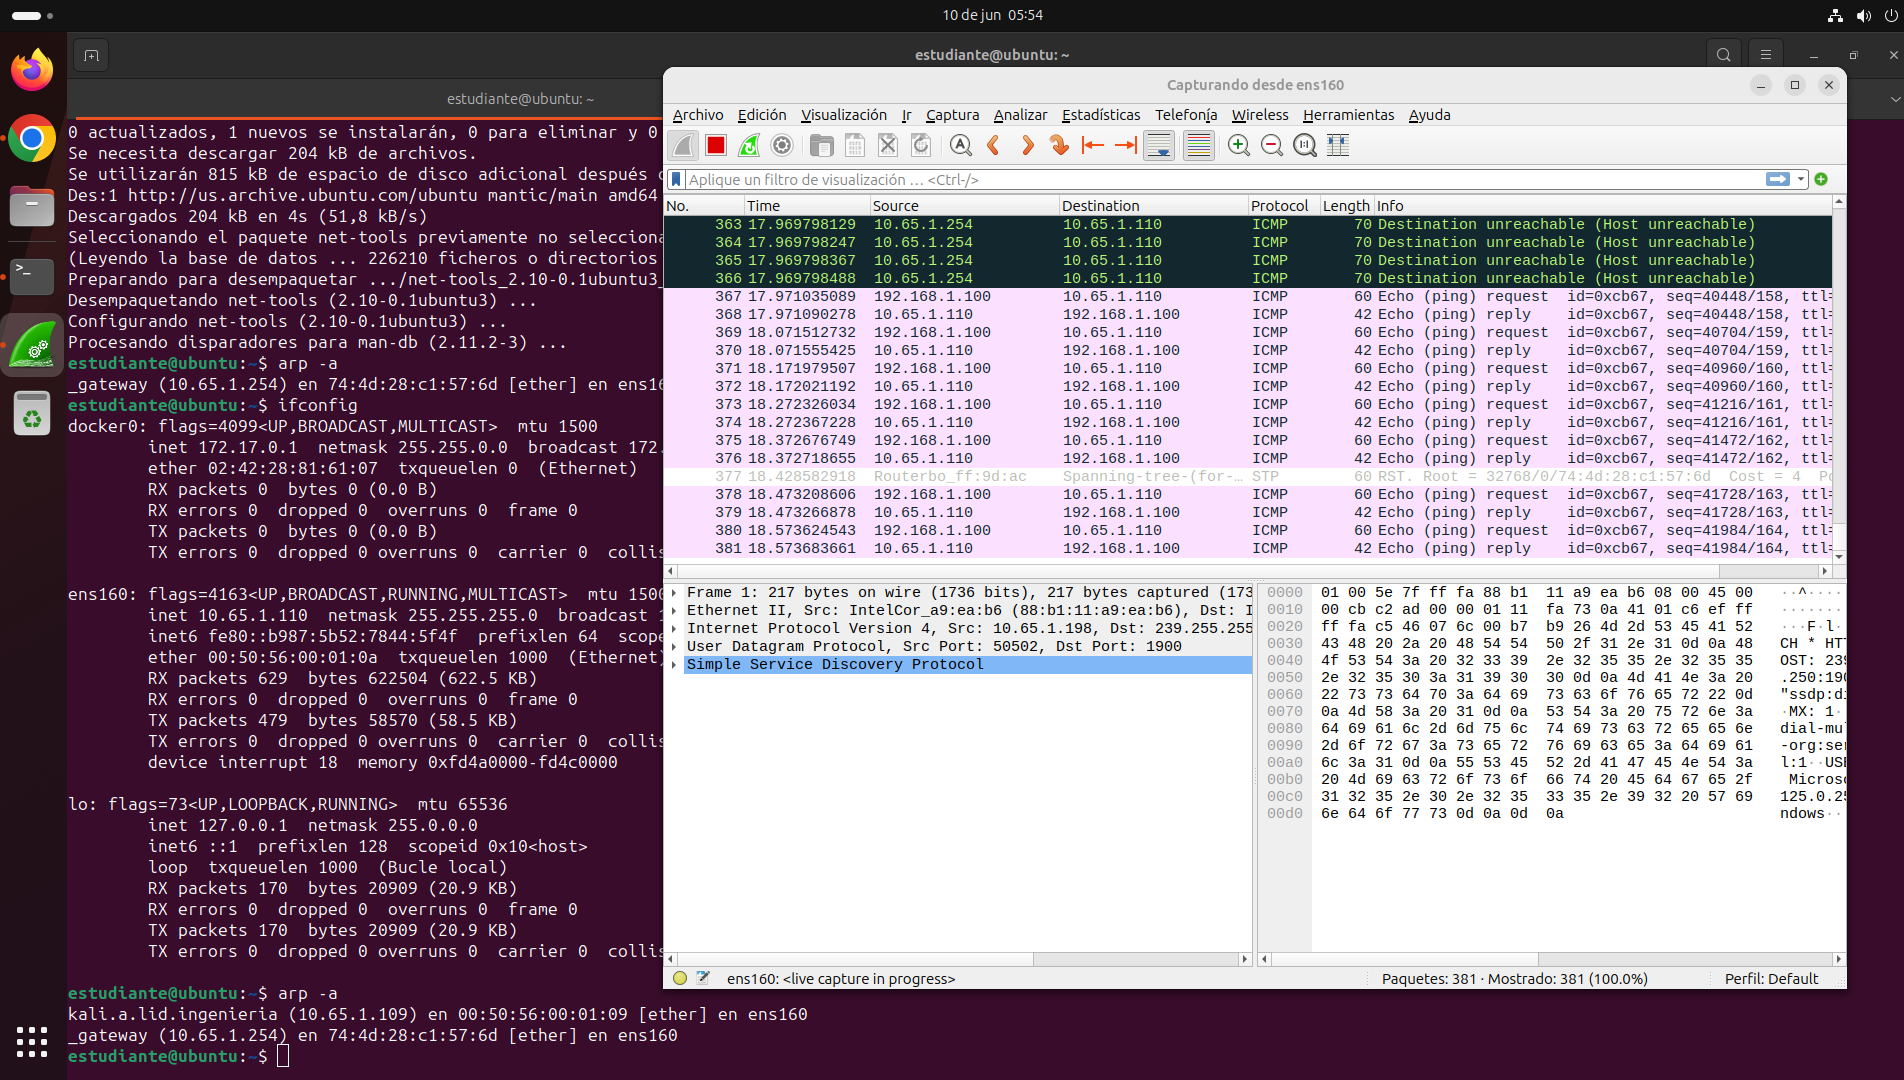 10 de jun 05:54
estudiante@ubuntu: ~
estudiante@ubuntu: ~
0 actualizados, 1 nuevos se instalarán, 0 para eliminar y 0
Se necesita descargar 204 kB de archivos.
Se utilizarán 815 kB de espacio de disco adicional después
Des:1 http://us.archive.ubuntu.com/ubuntu mantic/main amd64
Descargados 204 kB en 4s (51,8 kB/s)
Seleccionando el paquete net-tools previamente no selecciona
(Leyendo la base de datos ... 226210 ficheros o directorios
Preparando para desempaquetar .../net-tools_2.10-0.1ubuntu3_
Desempaquetando net-tools (2.10-0.1ubuntu3) ...
Configurando net-tools (2.10-0.1ubuntu3) ...
Procesando disparadores para man-db (2.11.2-3) ...
estudiante@ubuntu:~$ arp -a
_gateway (10.65.1.254) en 74:4d:28:c1:57:6d [ether] en ens16
estudiante@ubuntu:~$ ifconfig
docker0: flags=4099<UP,BROADCAST,MULTICAST> mtu 1500
inet 172.17.0.1 netmask 255.255.0.0 broadcast 172.
ether 02:42:28:81:61:07 txqueuelen 0 (Ethernet)
RX packets 0 bytes 0 (0.0 B)
RX errors 0 dropped 0 overruns 0 frame 0
TX packets 0 bytes 0 (0.0 B)
TX errors 0 dropped 0 overruns 0 carrier 0 collis
ens160: flags=4163<UP,BROADCAST,RUNNING,MULTICAST> mtu 1500
inet 10.65.1.110 netmask 255.255.255.0 broadcast 1
inet6 fe80::b987:5b52:7844:5f4f prefixlen 64 scope
ether 00:50:56:00:01:0a txqueuelen 1000 (Ethernet)
RX packets 629 bytes 622504 (622.5 KB)
RX errors 0 dropped 0 overruns 0 frame 0
TX packets 479 bytes 58570 (58.5 KB)
TX errors 0 dropped 0 overruns 0 carrier 0 collis
device interrupt 18 memory 0xfd4a0000-fd4c0000
lo: flags=73<UP,LOOPBACK,RUNNING> mtu 65536
inet 127.0.0.1 netmask 255.0.0.0
inet6 ::1 prefixlen 128 scopeid 0x10<host>
loop txqueuelen 1000 (Bucle local)
RX packets 170 bytes 20909 (20.9 KB)
RX errors 0 dropped 0 overruns 0 frame 0
TX packets 170 bytes 20909 (20.9 KB)
TX errors 0 dropped 0 overruns 0 carrier 0 collis
estudiante@ubuntu:~$ arp -a
kali.a.lid.ingenieria (10.65.1.109) en 00:50:56:00:01:09 [ether] en ens160
_gateway (10.65.1.254) en 74:4d:28:c1:57:6d [ether] en ens160
estudiante@ubuntu:~$
Capturando desde ens160
Archivo Edición Visualización Ir Captura Analizar Estadísticas Telefonía Wireless Herramientas Ayuda
Aplique un filtro de visualización … <Ctrl-/>
No. Time Source Destination Protocol Length Info
363 17.969798129 10.65.1.254 10.65.1.110 ICMP 70 Destination unreachable (Host unreachable)
364 17.969798247 10.65.1.254 10.65.1.110 ICMP 70 Destination unreachable (Host unreachable)
365 17.969798367 10.65.1.254 10.65.1.110 ICMP 70 Destination unreachable (Host unreachable)
366 17.969798488 10.65.1.254 10.65.1.110 ICMP 70 Destination unreachable (Host unreachable)
367 17.971035089 192.168.1.100 10.65.1.110 ICMP 60 Echo (ping) request id=0xcb67, seq=40448/158, ttl=
368 17.971090278 10.65.1.110 192.168.1.100 ICMP 42 Echo (ping) reply id=0xcb67, seq=40448/158, ttl=
369 18.071512732 192.168.1.100 10.65.1.110 ICMP 60 Echo (ping) request id=0xcb67, seq=40704/159, ttl=
370 18.071555425 10.65.1.110 192.168.1.100 ICMP 42 Echo (ping) reply id=0xcb67, seq=40704/159, ttl=
371 18.171979507 192.168.1.100 10.65.1.110 ICMP 60 Echo (ping) request id=0xcb67, seq=40960/160, ttl=
372 18.172021192 10.65.1.110 192.168.1.100 ICMP 42 Echo (ping) reply id=0xcb67, seq=40960/160, ttl=
373 18.272326034 192.168.1.100 10.65.1.110 ICMP 60 Echo (ping) request id=0xcb67, seq=41216/161, ttl=
374 18.272367228 10.65.1.110 192.168.1.100 ICMP 42 Echo (ping) reply id=0xcb67, seq=41216/161, ttl=
375 18.372676749 192.168.1.100 10.65.1.110 ICMP 60 Echo (ping) request id=0xcb67, seq=41472/162, ttl=
376 18.372718655 10.65.1.110 192.168.1.100 ICMP 42 Echo (ping) reply id=0xcb67, seq=41472/162, ttl=
377 18.428582918 Routerbo_ff:9d:ac Spanning-tree-(for-… STP 60 RST. Root = 32768/0/74:4d:28:c1:57:6d Cost = 4 Po
378 18.473208606 192.168.1.100 10.65.1.110 ICMP 60 Echo (ping) request id=0xcb67, seq=41728/163, ttl=
379 18.473266878 10.65.1.110 192.168.1.100 ICMP 42 Echo (ping) reply id=0xcb67, seq=41728/163, ttl=
380 18.573624543 192.168.1.100 10.65.1.110 ICMP 60 Echo (ping) request id=0xcb67, seq=41984/164, ttl=
381 18.573683661 10.65.1.110 192.168.1.100 ICMP 42 Echo (ping) reply id=0xcb67, seq=41984/164, ttl=
Frame 1: 217 bytes on wire (1736 bits), 217 bytes captured (173
Ethernet II, Src: IntelCor_a9:ea:b6 (88:b1:11:a9:ea:b6), Dst: I
Internet Protocol Version 4, Src: 10.65.1.198, Dst: 239.255.255
User Datagram Protocol, Src Port: 50502, Dst Port: 1900
Simple Service Discovery Protocol
0000 01 00 5e 7f ff fa 88 b1 11 a9 ea b6 08 00 45 00 ··^····
0010 00 cb c2 ad 00 00 01 11 fa 73 0a 41 01 c6 ef ff ·······
0020 ff fa c5 46 07 6c 00 b7 b9 26 4d 2d 53 45 41 52 ···F·l·
0030 43 48 20 2a 20 48 54 54 50 2f 31 2e 31 0d 0a 48 CH * HTT
0040 4f 53 54 3a 20 32 33 39 2e 32 35 35 2e 32 35 35 OST: 239
0050 2e 32 35 30 3a 31 39 30 30 0d 0a 4d 41 4e 3a 20 .250:190
0060 22 73 73 64 70 3a 64 69 73 63 6f 76 65 72 22 0d "ssdp:di
0070 0a 4d 58 3a 20 31 0d 0a 53 54 3a 20 75 72 6e 3a ·MX: 1··
0080 64 69 61 6c 2d 6d 75 6c 74 69 73 63 72 65 65 6e dial-mul
0090 2d 6f 72 67 3a 73 65 72 76 69 63 65 3a 64 69 61 -org:ser
00a0 6c 3a 31 0d 0a 55 53 45 52 2d 41 47 45 4e 54 3a l:1··USE
00b0 20 4d 69 63 72 6f 73 6f 66 74 20 45 64 67 65 2f Microso
00c0 31 32 35 2e 30 2e 32 35 33 35 2e 39 32 20 57 69 125.0.25
00d0 6e 64 6f 77 73 0d 0a 0d 0a ndows··
ens160: <live capture in progress>
Paquetes: 381 · Mostrado: 381 (100.0%)
Perfil: Default